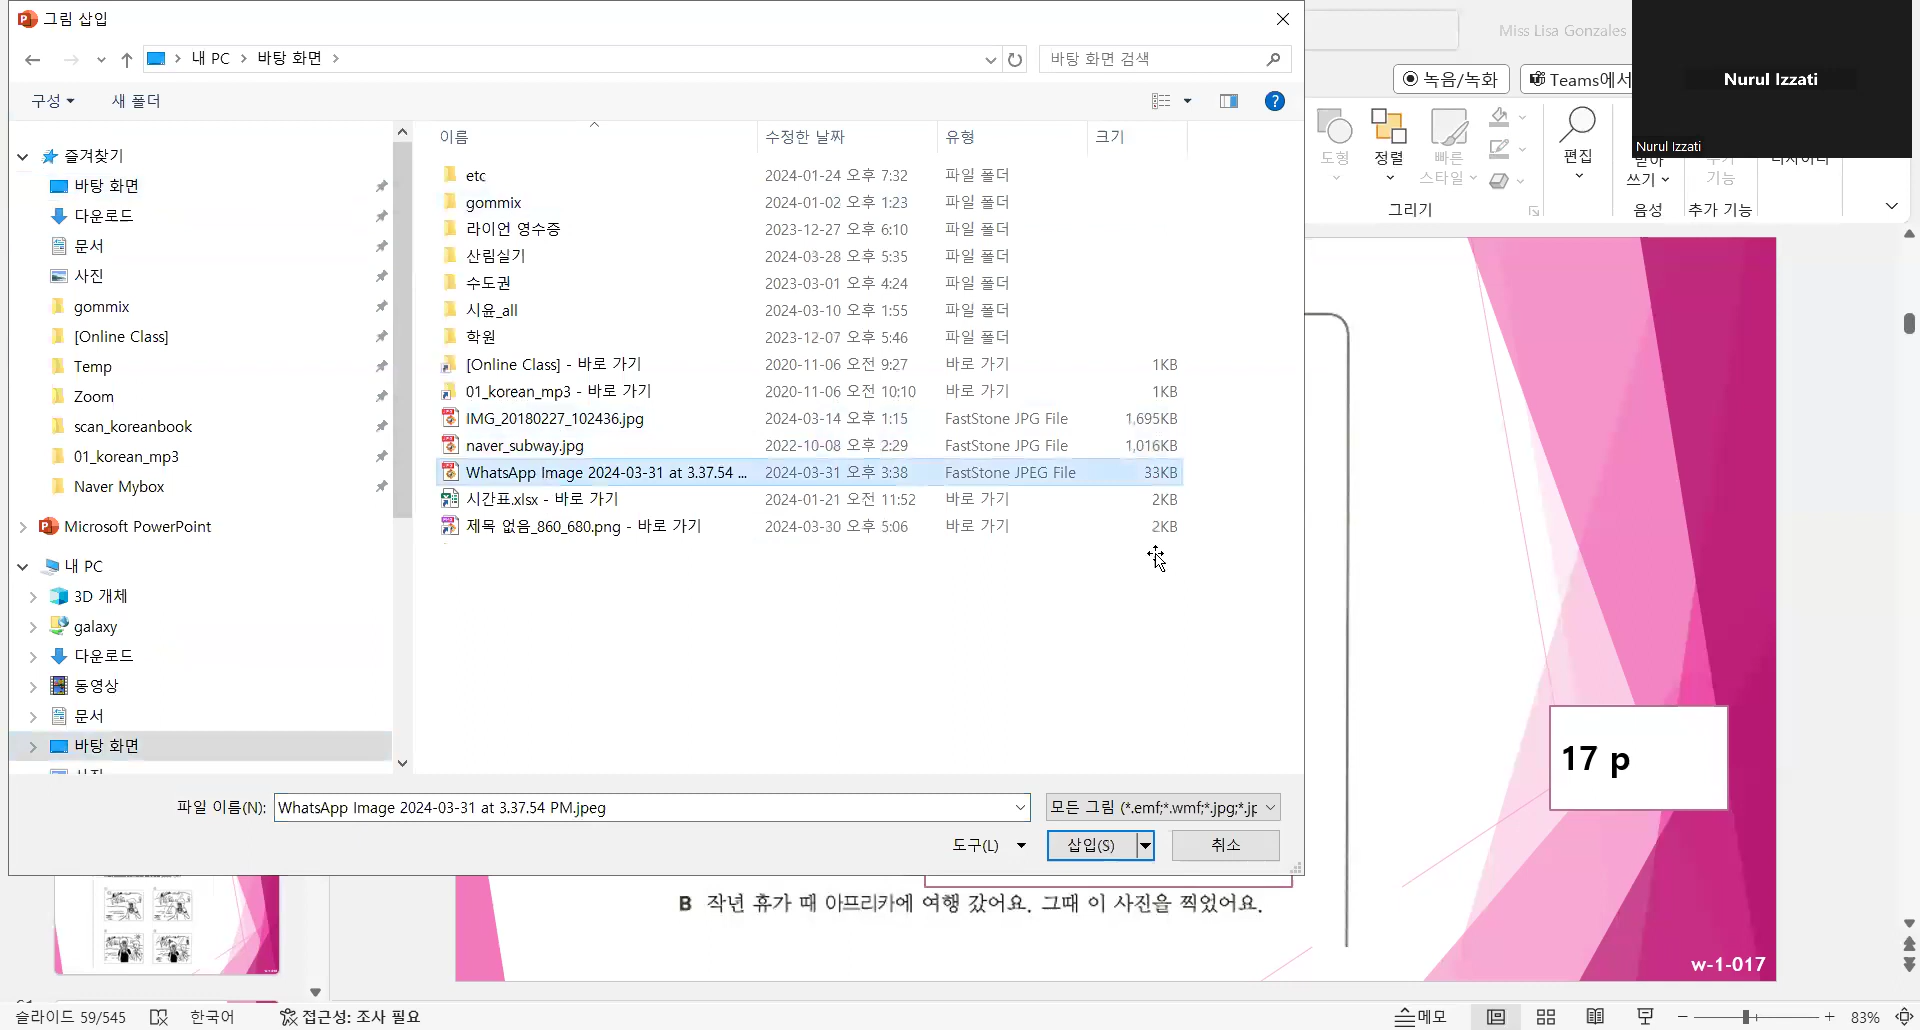 그림 삽입
Miss Lisa Gonzales
Nurul Izzati
Nurul Izzati
내 PC
바탕 화면
바탕 화면 검색
구성
새 폴더
녹음/녹화
Teams에서
도형
정렬
빠른
스타일
편집
쓰기
기능
그리기
음성
추가 기능
이름
수정한 날짜
유형
크기
즐겨찾기
바탕 화면
다운로드
문서
사진
gommix
[Online Class]
Temp
Zoom
scan_koreanbook
01_korean_mp3
Naver Mybox
Microsoft PowerPoint
내 PC
3D 개체
galaxy
다운로드
동영상
문서
바탕 화면
etc 2024-01-24 오후 7:32 파일 폴더
gommix 2024-01-02 오후 1:23 파일 폴더
라이언 영수증 2023-12-27 오후 6:10 파일 폴더
산림실기 2024-03-28 오후 5:35 파일 폴더
수도권 2023-03-01 오후 4:24 파일 폴더
시윤_all 2024-03-10 오후 1:55 파일 폴더
학원 2023-12-07 오후 5:46 파일 폴더
[Online Class] - 바로 가기 2020-11-06 오전 9:27 바로 가기 1KB
01_korean_mp3 - 바로 가기 2020-11-06 오전 10:10 바로 가기 1KB
IMG_20180227_102436.jpg 2024-03-14 오후 1:15 FastStone JPG File 1,695KB
naver_subway.jpg 2022-10-08 오후 2:29 FastStone JPG File 1,016KB
WhatsApp Image 2024-03-31 at 3.37.54 ... 2024-03-31 오후 3:38 FastStone JPEG File 33KB
시간표.xlsx - 바로 가기 2024-01-21 오전 11:52 바로 가기 2KB
제목 없음_860_680.png - 바로 가기 2024-03-30 오후 5:06 바로 가기 2KB
파일 이름(N): WhatsApp Image 2024-03-31 at 3.37.54 PM.jpeg
모든 그림 (*.emf;*.wmf;*.jpg;*.jp
도구(L)
삽입(S)
취소
17 p
B 작년 휴가 때 아프리카에 여행 갔어요. 그때 이 사진을 찍었어요.
w-1-017
슬라이드 59/545
한국어
접근성: 조사 필요
메모
83%